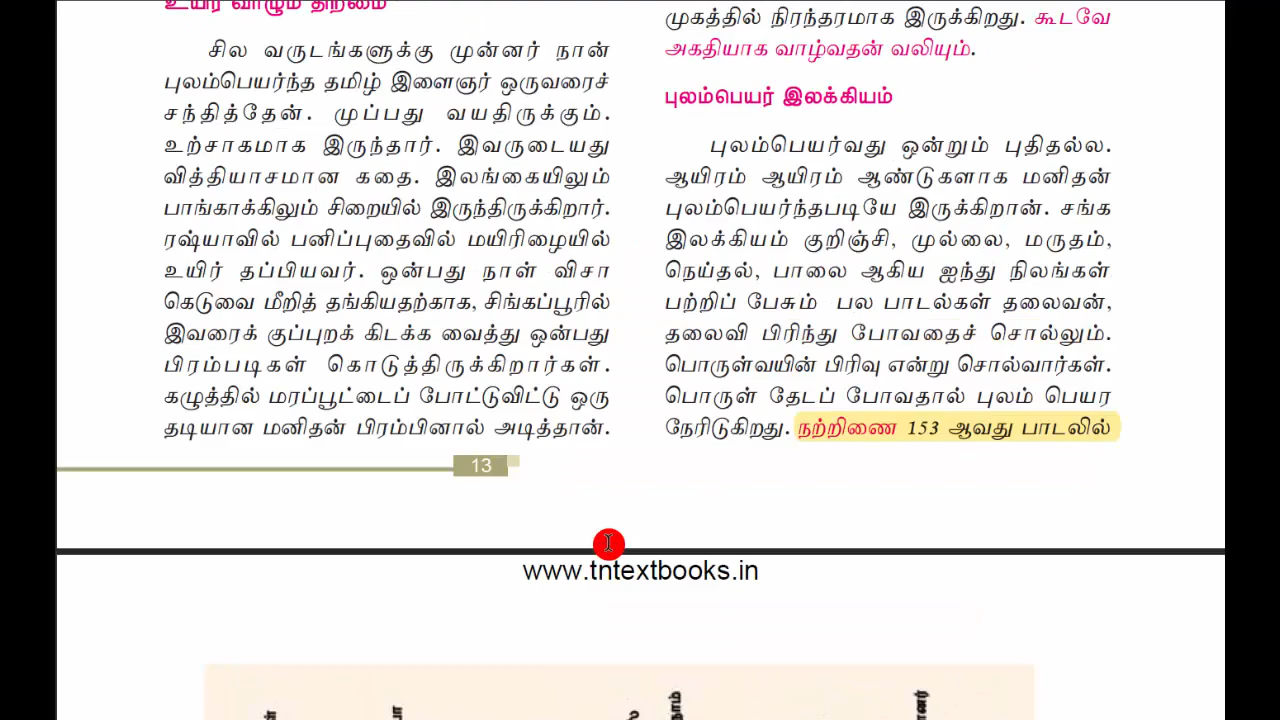 உயிர் வாழும் திறமை
சில வருடங்களுக்கு முன்னர் நான்
புலம்பெயர்ந்த தமிழ் இளைஞர் ஒருவரைச்
சந்தித்தேன். முப்பது வயதிருக்கும்.
உற்சாகமாக இருந்தார். இவருடையது
வித்தியாசமான கதை. இலங்கையிலும்
பாங்காக்கிலும் சிறையில் இருந்திருக்கிறார்.
ரஷ்யாவில் பனிப்புதைவில் மயிரிழையில்
உயிர் தப்பியவர். ஒன்பது நாள் விசா
கெடுவை மீறித் தங்கியதற்காக, சிங்கப்பூரில்
இவரைக் குப்புறக் கிடக்க வைத்து ஒன்பது
பிரம்படிகள் கொடுத்திருக்கிறார்கள்.
கழுத்தில் மரப்பூட்டைப் போட்டுவிட்டு ஒரு
தடியான மனிதன் பிரம்பினால் அடித்தான்.
முகத்தில் நிரந்தரமாக இருக்கிறது. கூடவே
அகதியாக வாழ்வதன் வலியும்.
புலம்பெயர் இலக்கியம்
புலம்பெயர்வது ஒன்றும் புதிதல்ல.
ஆயிரம் ஆயிரம் ஆண்டுகளாக மனிதன்
புலம்பெயர்ந்தபடியே இருக்கிறான். சங்க
இலக்கியம் குறிஞ்சி, முல்லை, மருதம்,
நெய்தல், பாலை ஆகிய ஐந்து நிலங்கள்
பற்றிப் பேசும் பல பாடல்கள் தலைவன்,
தலைவி பிரிந்து போவதைச் சொல்லும்.
பொருள்வயின் பிரிவு என்று சொல்வார்கள்.
பொருள் தேடப் போவதால் புலம் பெயர
நேரிடுகிறது. நற்றிணை 153 ஆவது பாடலில்
13
www.tntextbooks.in